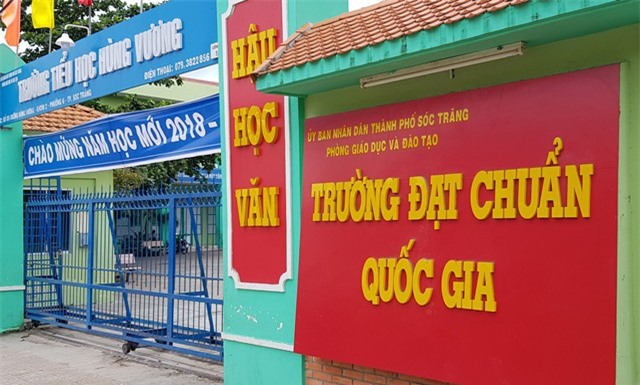 TRƯỜNG TIỂU HỌC HÙNG VƯƠNG
ĐIỆN THOẠI: 079.3822856
CHÀO MỪNG NĂM HỌC MỚI 2018 -
HẬU
HỌC
VĂN
ỦY BAN NHÂN DÂN THÀNH PHỐ SÓC TRĂNG
PHÒNG GIÁO DỤC VÀ ĐÀO TẠO
TRƯỜNG ĐẠT CHUẨN
QUỐC GIA